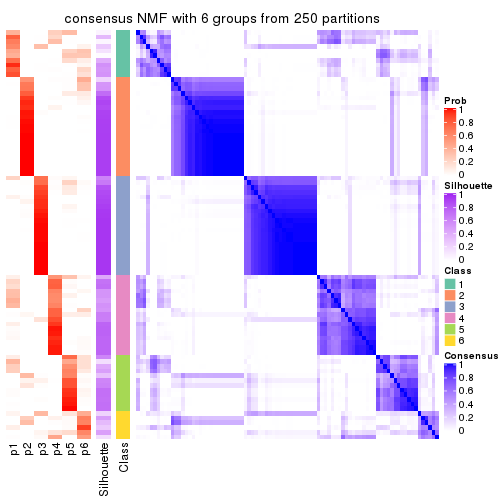 consensus NMF with 6 groups from 250 partitions
Prob
1
0.8
0.6
0.4
0.2
0
Silhouette
1
0.8
0.6
0.4
0.2
0
Class
1
2
3
4
5
6
Consensus
1
0.8
0.6
0.4
0.2
0
p1
p2
p3
p4
p5
p6
Silhouette
Class